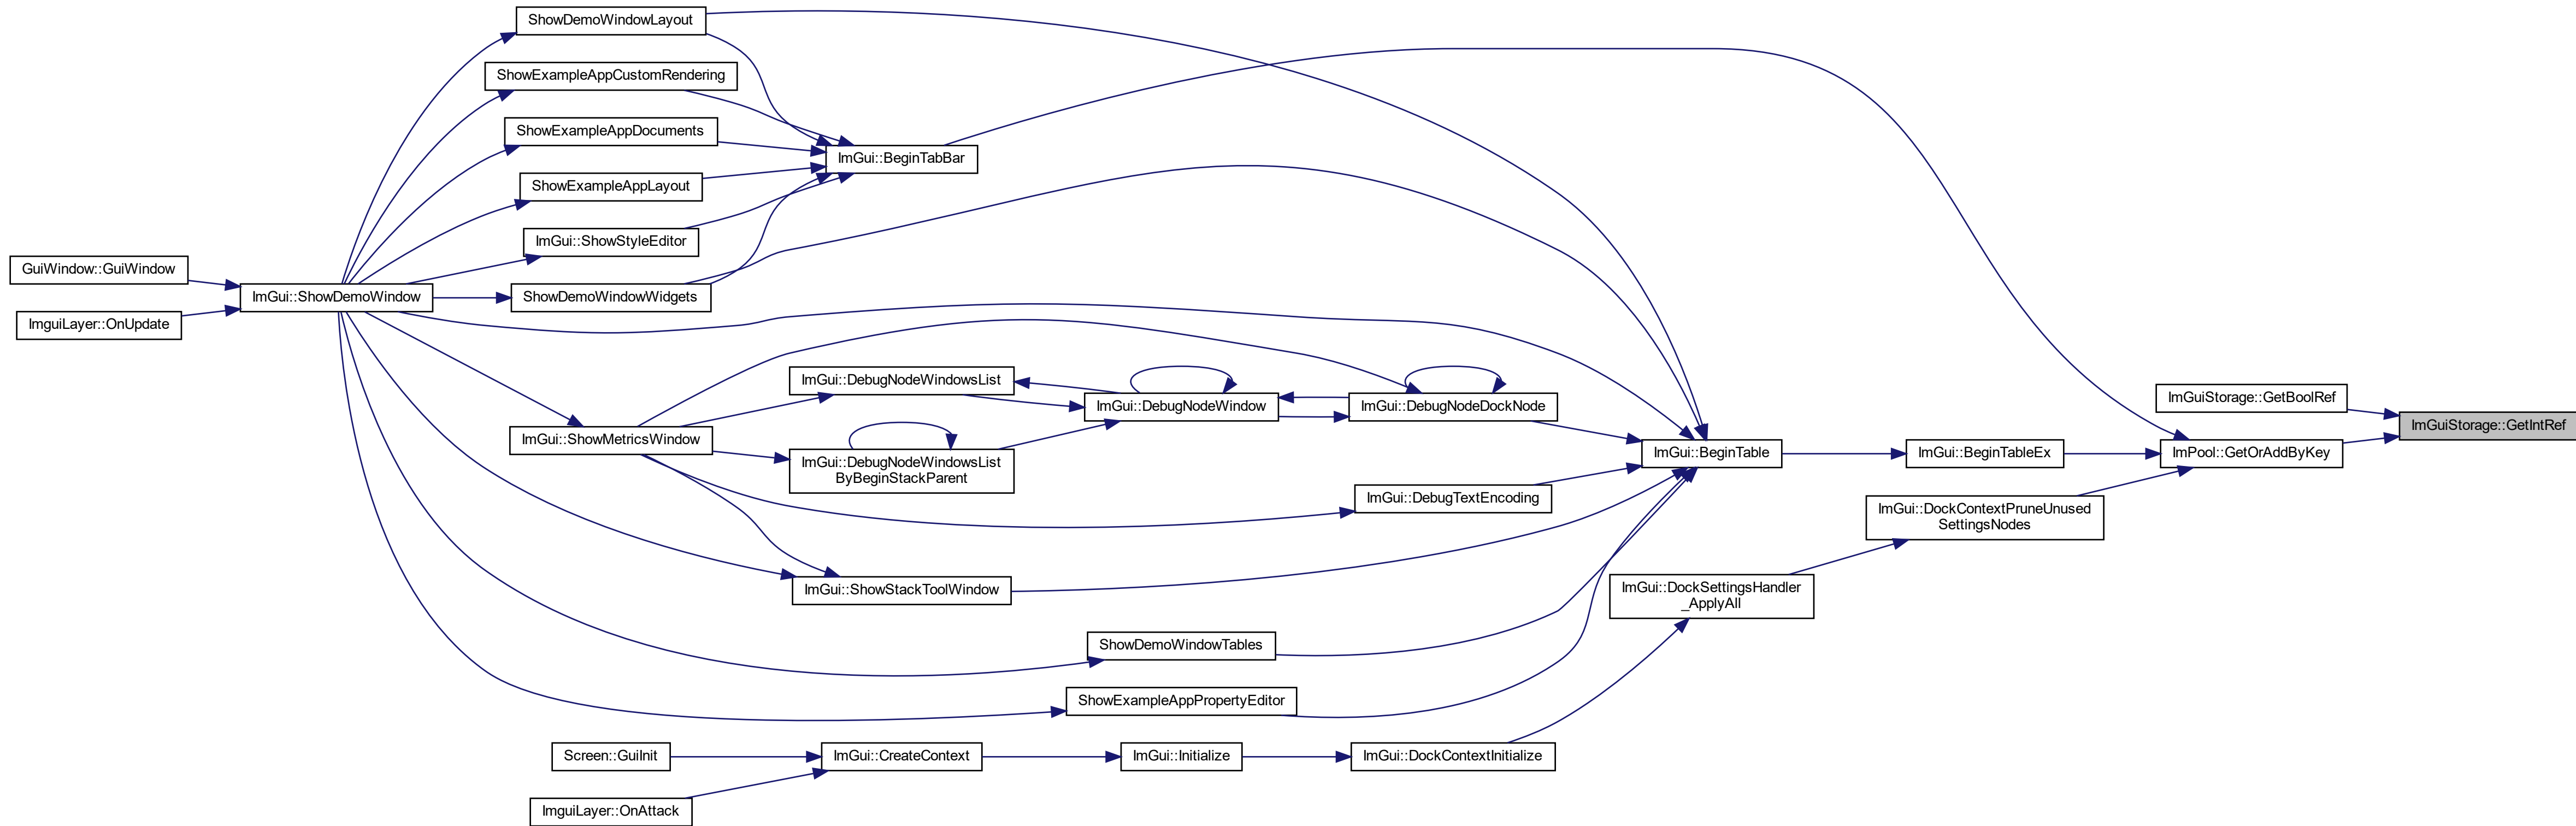 ShowDemoWindowLayout
ShowExampleAppCustomRendering
ShowExampleAppDocuments
ImGui::BeginTabBar
ShowExampleAppLayout
ImGui::ShowStyleEditor
GuiWindow::GuiWindow
ImGui::ShowDemoWindow
ShowDemoWindowWidgets
ImguiLayer::OnUpdate
ImGui::DebugNodeWindowsList
ImGui::DebugNodeWindow
ImGui::DebugNodeDockNode
ImGuiStorage::GetBoolRef
ImGuiStorage::GetIntRef
ImGui::ShowMetricsWindow
ImGui::DebugNodeWindowsList
ByBeginStackParent
ImGui::BeginTable
ImGui::BeginTableEx
ImPool::GetOrAddByKey
ImGui::DebugTextEncoding
ImGui::DockContextPruneUnused
SettingsNodes
ImGui::ShowStackToolWindow
ImGui::DockSettingsHandler
_ApplyAll
ShowDemoWindowTables
ShowExampleAppPropertyEditor
Screen::GuiInit
ImGui::CreateContext
ImGui::Initialize
ImGui::DockContextInitialize
ImguiLayer::OnAttack